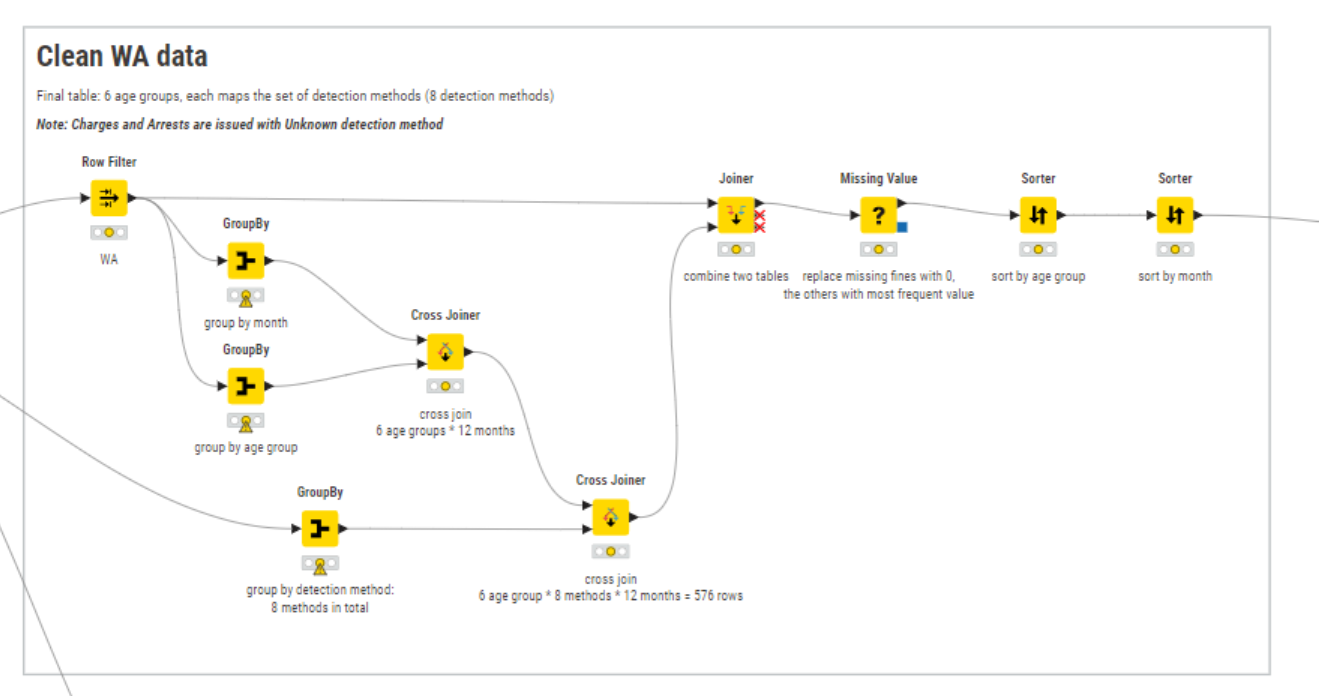 Clean WA data
Final table: 6 age groups, each maps the set of detection methods (8 detection methods)
Note: Charges and Arrests are issued with Unknown detection method
Row Filter
WA
GroupBy
group by month
GroupBy
group by age group
Cross Joiner
cross join
6 age groups * 12 months
GroupBy
group by detection method:
8 methods in total
Cross Joiner
cross join
6 age group * 8 methods * 12 months = 576 rows
Joiner
combine two tables
Missing Value
?
replace missing fines with 0,
the others with most frequent value
Sorter
sort by age group
Sorter
sort by month